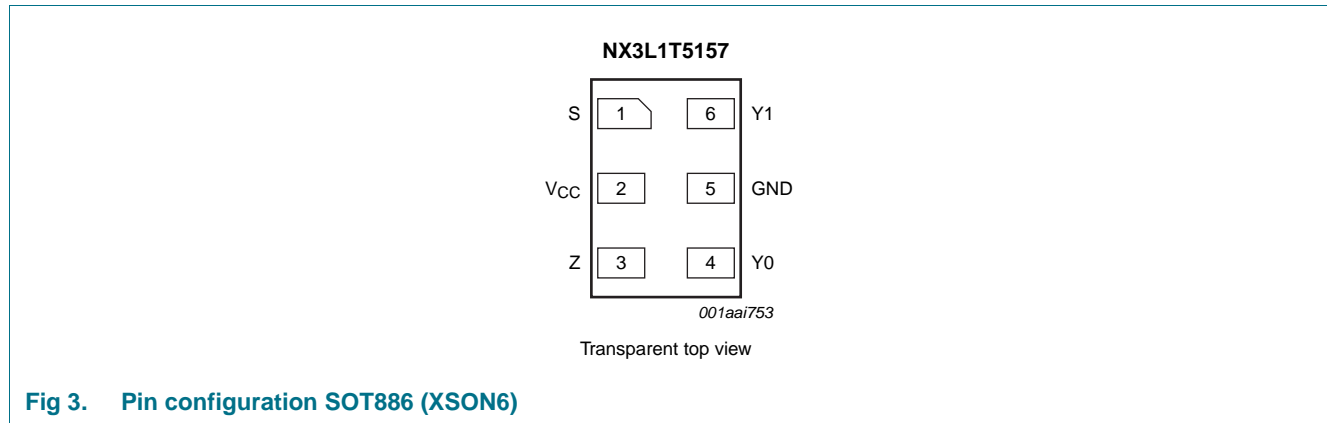 NX3L1T5157
S 1 6 Y1
VCC 2 5 GND
Z 3 4 Y0
001aai753
Transparent top view
Fig 3. Pin configuration SOT886 (XSON6)